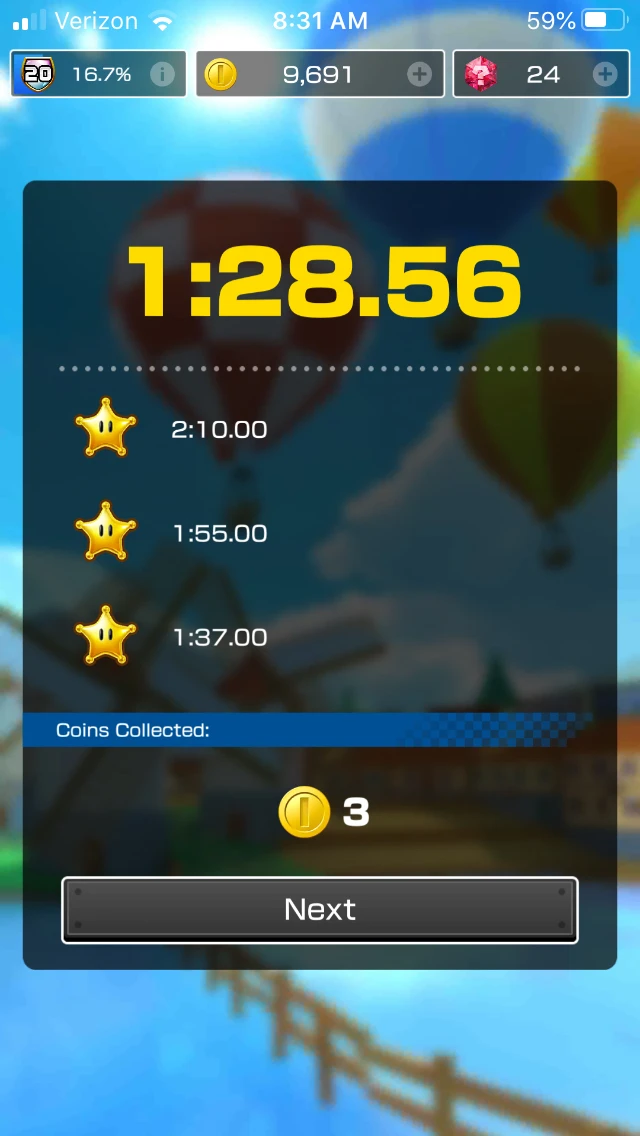 Verizon 8:31 AM 59%
20 16.7% i 9,691 + ? 24 +
1:28.56
2:10.00
1:55.00
1:37.00
Coins Collected:
3
Next